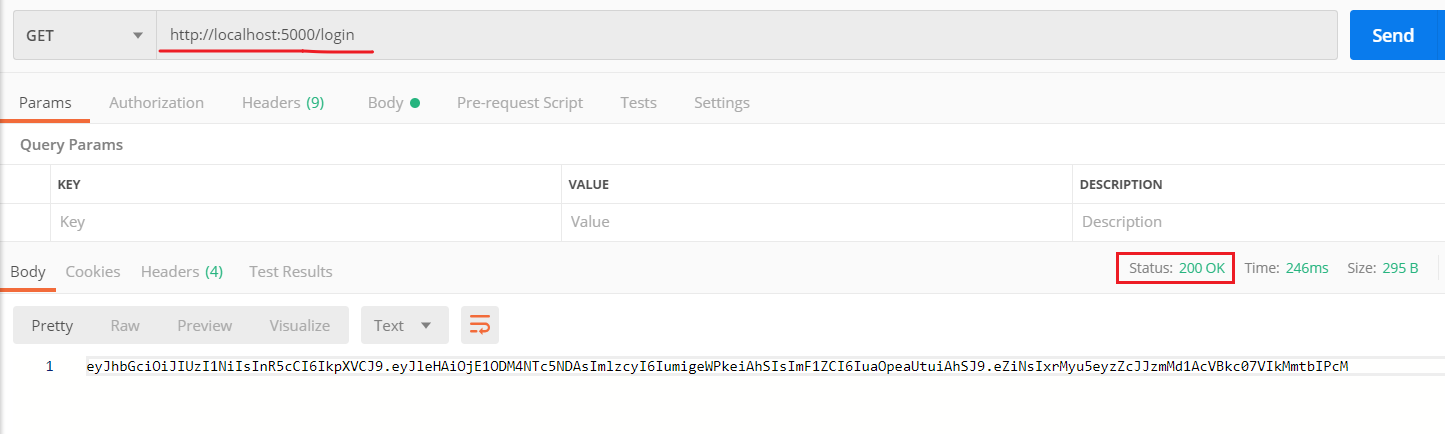 GET http://localhost:5000/login Send
Params Authorization Headers (9) Body Pre-request Script Tests Settings
Query Params
KEY VALUE DESCRIPTION
Key Value Description
Body Cookies Headers (4) Test Results Status: 200 OK Time: 246ms Size: 295 B
Pretty Raw Preview Visualize Text
1 eyJhbGciOiJIUzI1NiIsInR5cCI6IkpXVCJ9.eyJleHAiOjE1ODM4NTc5NDAsImlzcyI6IumigeWPkeiAhSIsImF1ZCI6IuaOpeaUtuiAhSJ9.eZiNsIxrMyu5eyzZcJJzmMd1AcVBkc07VIkMmtbIPcM